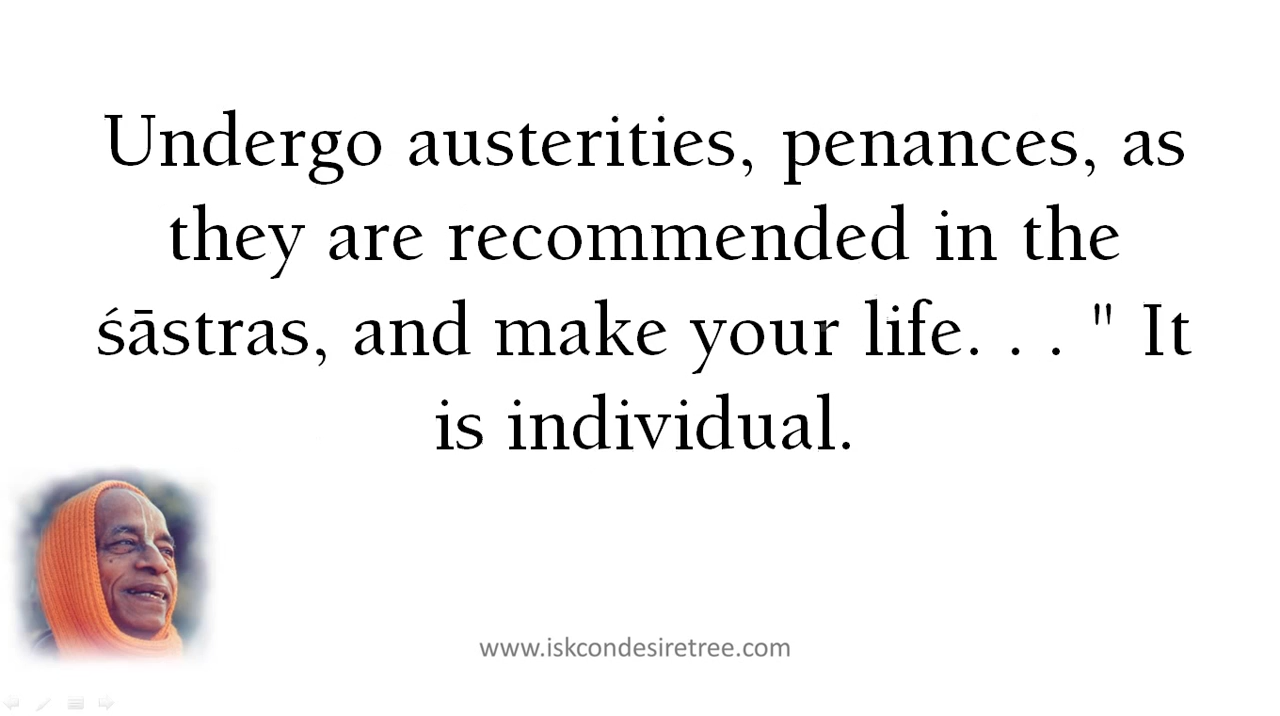 Undergo austerities, penances, as
they are recommended in the
śāstras, and make your life. . . " It
is individual.
www.iskcondesiretree.com